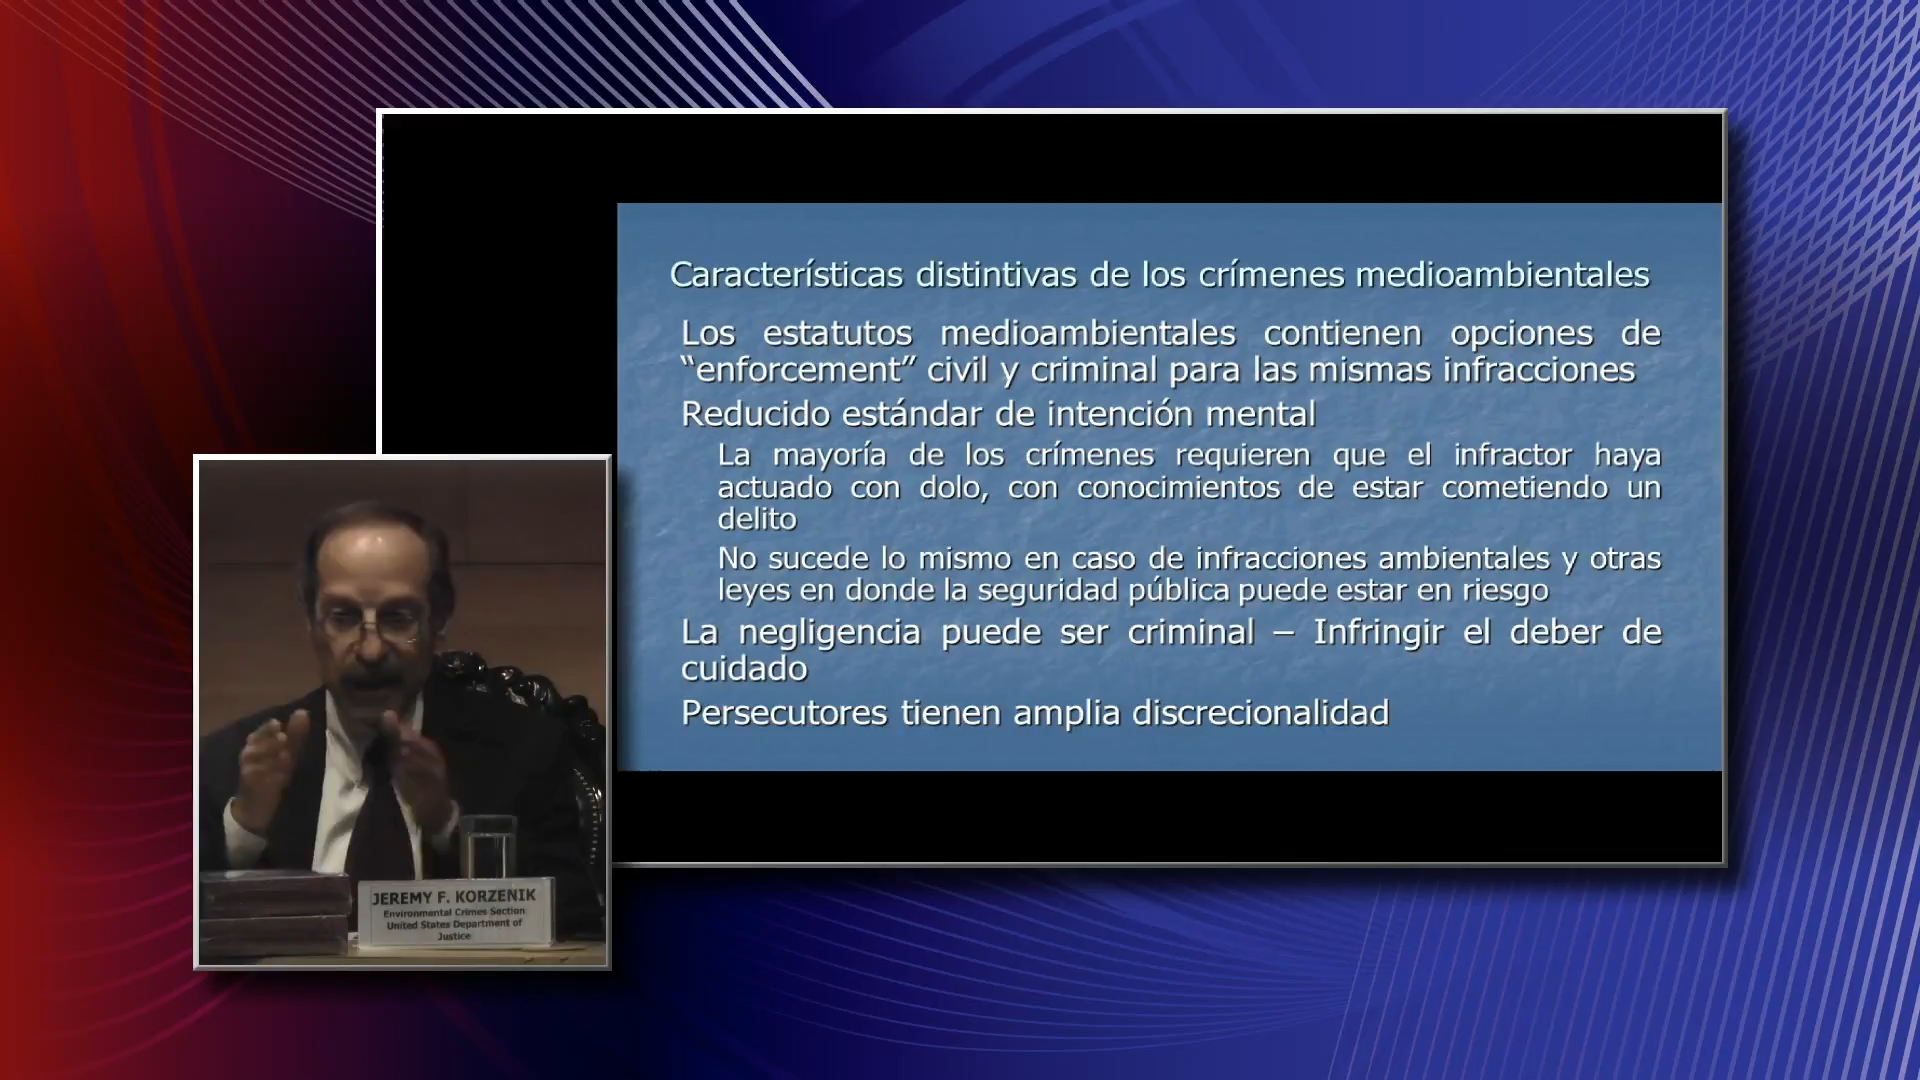 Características distintivas de los crímenes medioambientales
Los estatutos medioambientales contienen opciones de
“enforcement” civil y criminal para las mismas infracciones
Reducido estándar de intención mental
La mayoría de los crímenes requieren que el infractor haya
actuado con dolo, con conocimientos de estar cometiendo un
delito
No sucede lo mismo en caso de infracciones ambientales y otras
leyes en donde la seguridad pública puede estar en riesgo
La negligencia puede ser criminal – Infringir el deber de
cuidado
Persecutores tienen amplia discrecionalidad
JEREMY F. KORZENIK
Environmental Crimes Section
United States Department of
Justice